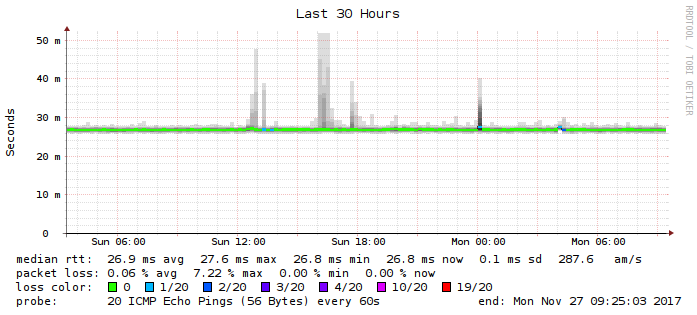 Last 30 Hours
RRDTOOL / TOBI OETIKER
Seconds
50 m
40 m
30 m
20 m
10 m
0
Sun 06:00 Sun 12:00 Sun 18:00 Mon 00:00 Mon 06:00
median rtt: 26.9 ms avg 27.6 ms max 26.8 ms min 26.8 ms now 0.1 ms sd 287.6 am/s
packet loss: 0.06 % avg 7.22 % max 0.00 % min 0.00 % now
loss color: 0 1/20 2/20 3/20 4/20 10/20 19/20
probe: 20 ICMP Echo Pings (56 Bytes) every 60s end: Mon Nov 27 09:25:03 2017